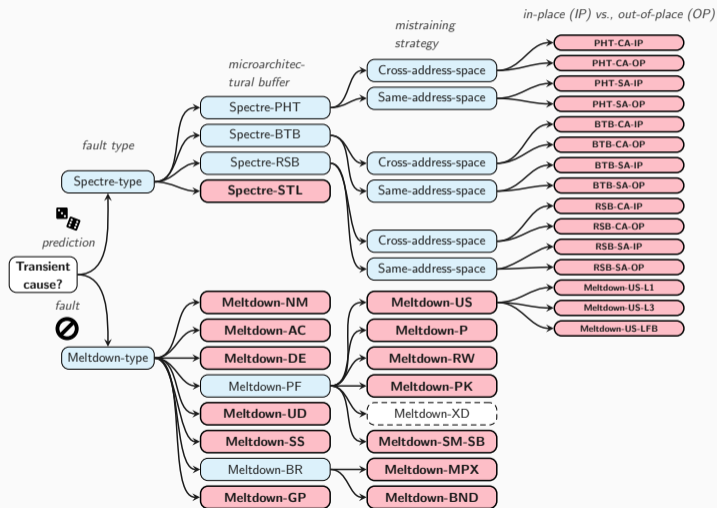 in-place (IP) vs., out-of-place (OP)
mistraining
strategy
microarchitec-
tural buffer
fault type
prediction
Transient
cause?
fault
Spectre-type
Meltdown-type
Spectre-PHT
Spectre-BTB
Spectre-RSB
Spectre-STL
Cross-address-space
Same-address-space
Cross-address-space
Same-address-space
Cross-address-space
Same-address-space
PHT-CA-IP
PHT-CA-OP
PHT-SA-IP
PHT-SA-OP
BTB-CA-IP
BTB-CA-OP
BTB-SA-IP
BTB-SA-OP
RSB-CA-IP
RSB-CA-OP
RSB-SA-IP
RSB-SA-OP
Meltdown-NM
Meltdown-AC
Meltdown-DE
Meltdown-PF
Meltdown-UD
Meltdown-SS
Meltdown-BR
Meltdown-GP
Meltdown-US
Meltdown-P
Meltdown-RW
Meltdown-PK
Meltdown-XD
Meltdown-SM-SB
Meltdown-MPX
Meltdown-BND
Meltdown-US-L1
Meltdown-US-L3
Meltdown-US-LFB